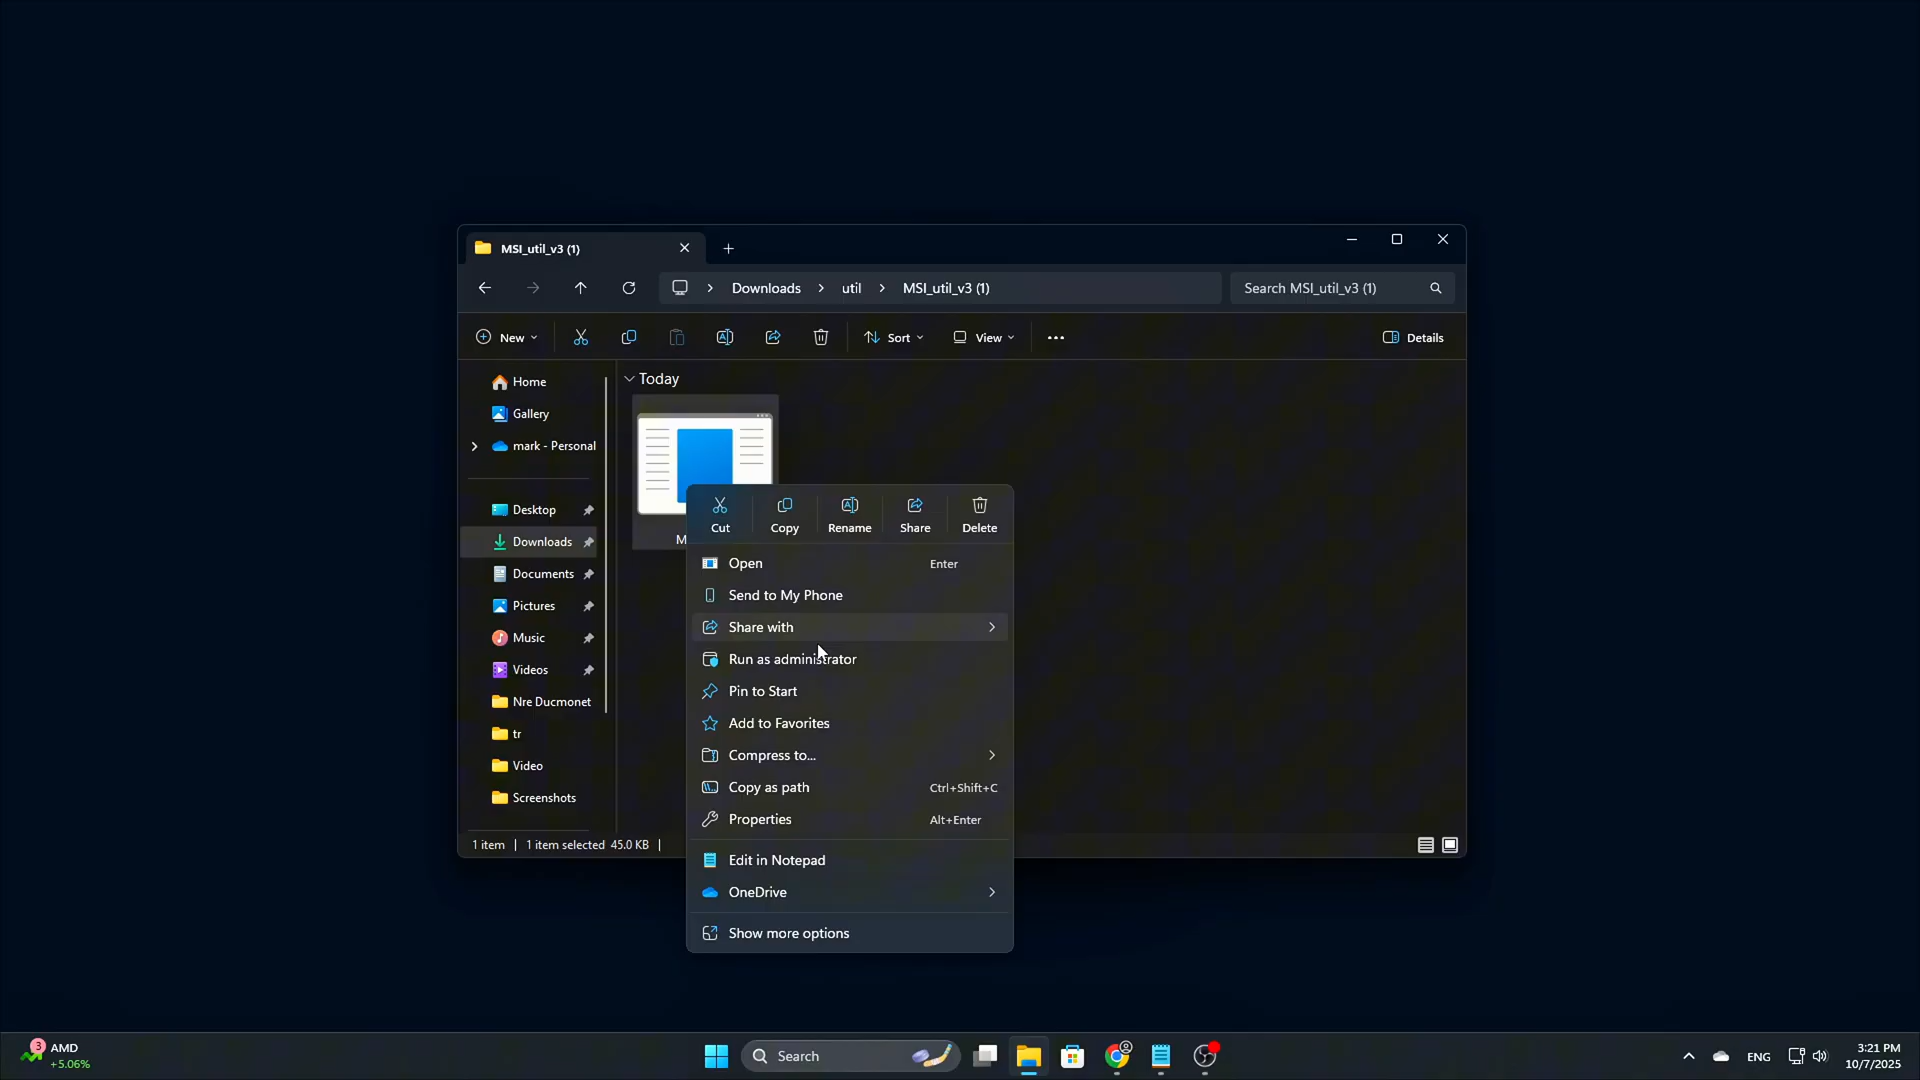 MSI_util_v3 (1)
Downloads
util
MSI_util_v3 (1)
Search MSI_util_v3 (1)
New
Sort
View
Details
Home
Gallery
mark - Personal
Desktop
Downloads
Documents
Pictures
Music
Videos
Nre Ducmonet
tr
Video
Screenshots
Today
M
Cut
Copy
Rename
Share
Delete
Open Enter
Send to My Phone
Share with
Run as administrator
Pin to Start
Add to Favorites
Compress to...
Copy as path Ctrl+Shift+C
Properties Alt+Enter
Edit in Notepad
OneDrive
Show more options
1 item | 1 item selected 45.0 KB |
3
AMD
+5.06%
Search
ENG
3:21 PM
10/7/2025